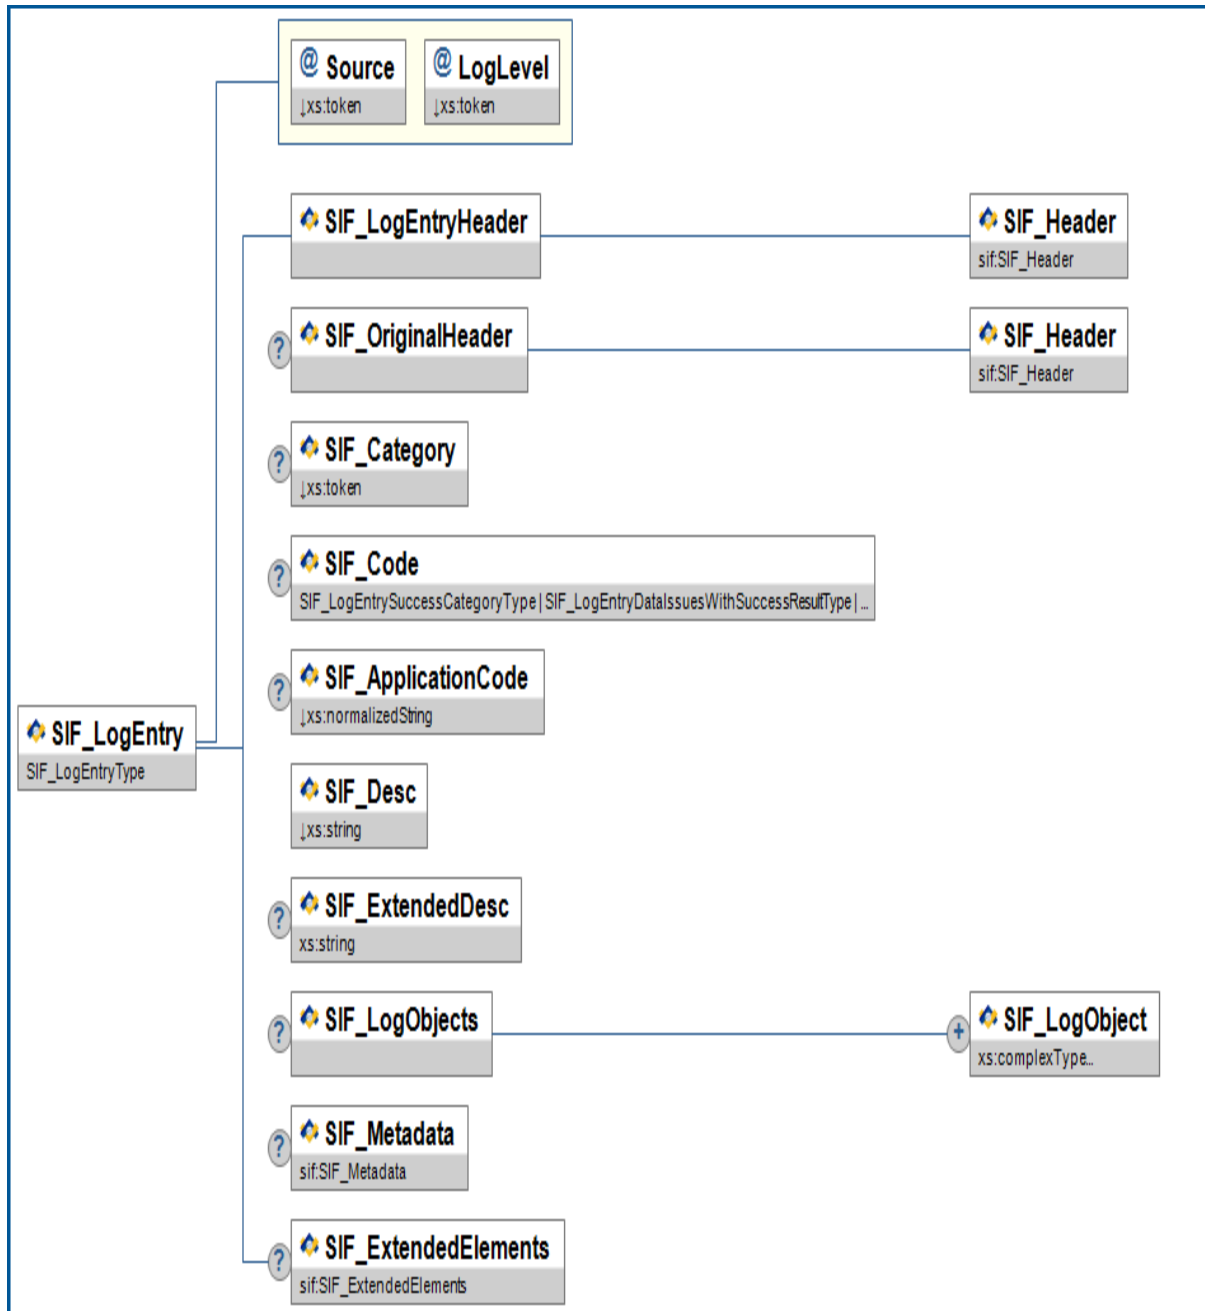 @ Source
↓xs:token
@ LogLevel
↓xs:token
SIF_LogEntryHeader
SIF_Header
sif:SIF_Header
? SIF_OriginalHeader
SIF_Header
sif:SIF_Header
? SIF_Category
↓xs:token
? SIF_Code
SIF_LogEntrySuccessCategoryType | SIF_LogEntryDataIssuesWithSuccessResultType | ...
? SIF_ApplicationCode
↓xs:normalizedString
SIF_LogEntry
SIF_LogEntryType
SIF_Desc
↓xs:string
? SIF_ExtendedDesc
xs:string
? SIF_LogObjects
+ SIF_LogObject
xs:complexType...
? SIF_Metadata
sif:SIF_Metadata
? SIF_ExtendedElements
sif:SIF_ExtendedElements